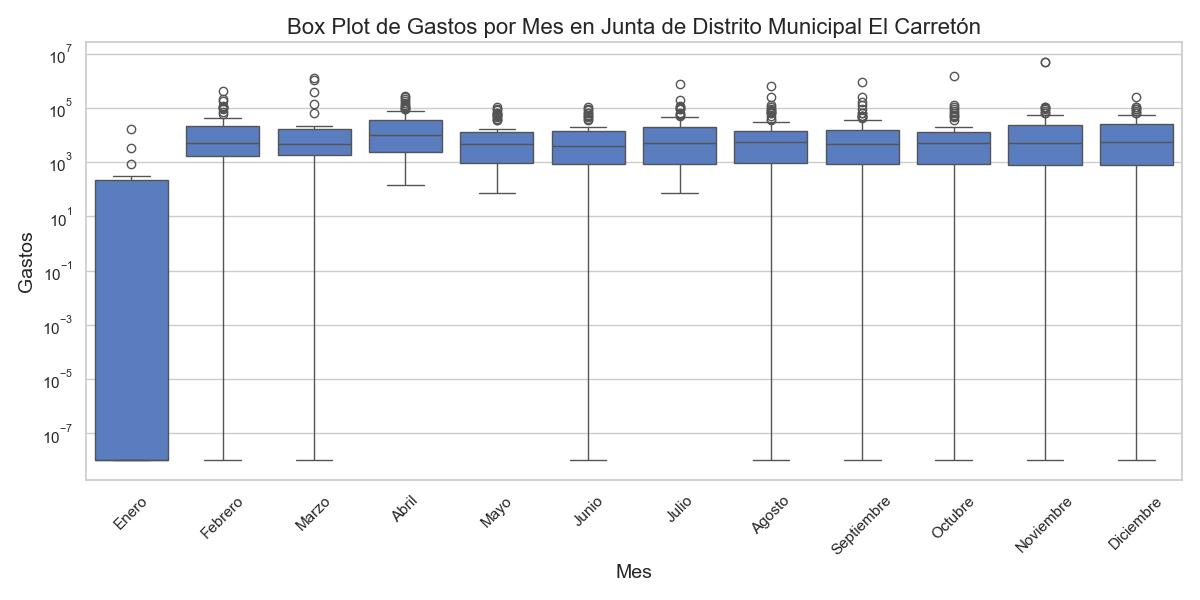 Box Plot de Gastos por Mes en Junta de Distrito Municipal El Carretón
Gastos
10^7
10^5
10^3
10^1
10^−1
10^−3
10^−5
10^−7
Enero
Febrero
Marzo
Abril
Mayo
Junio
Julio
Agosto
Septiembre
Octubre
Noviembre
Diciembre
Mes